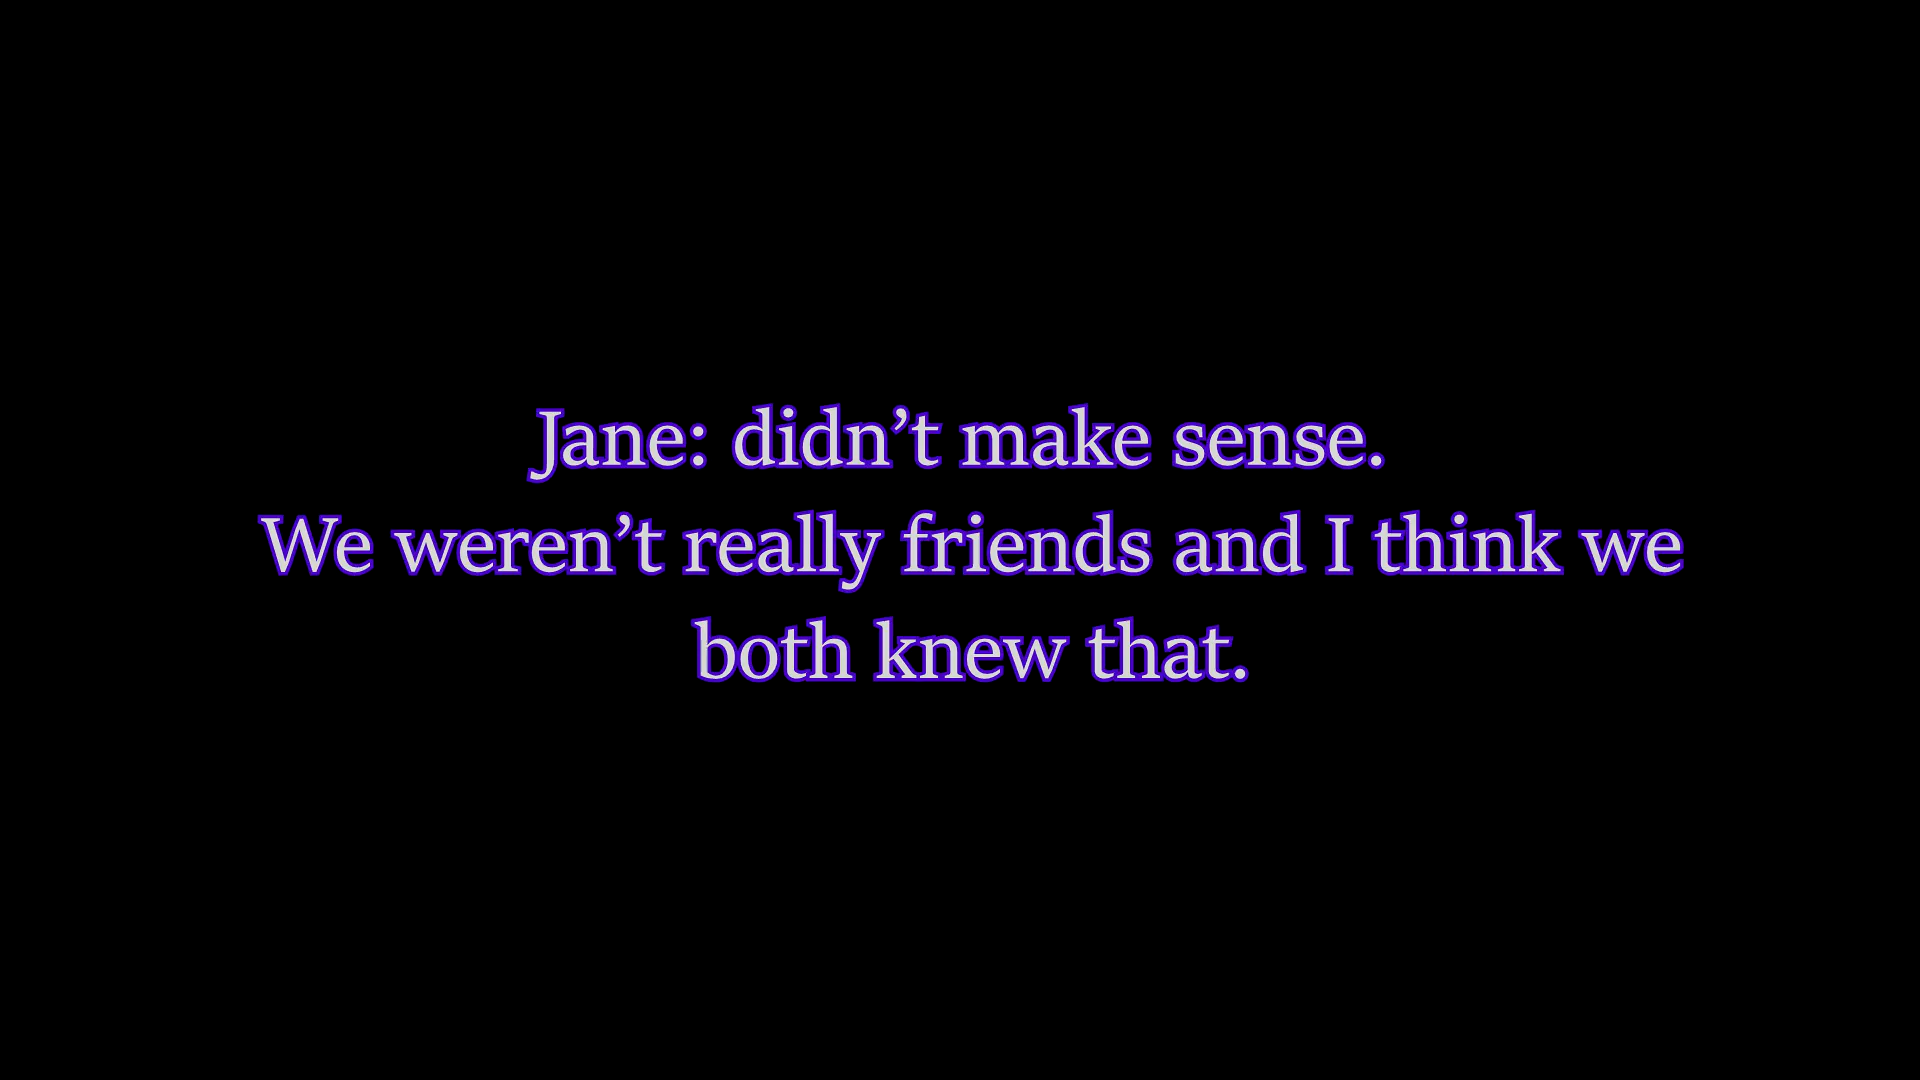 Jane: didn’t make sense.
We weren’t really friends and I think we
both knew that.